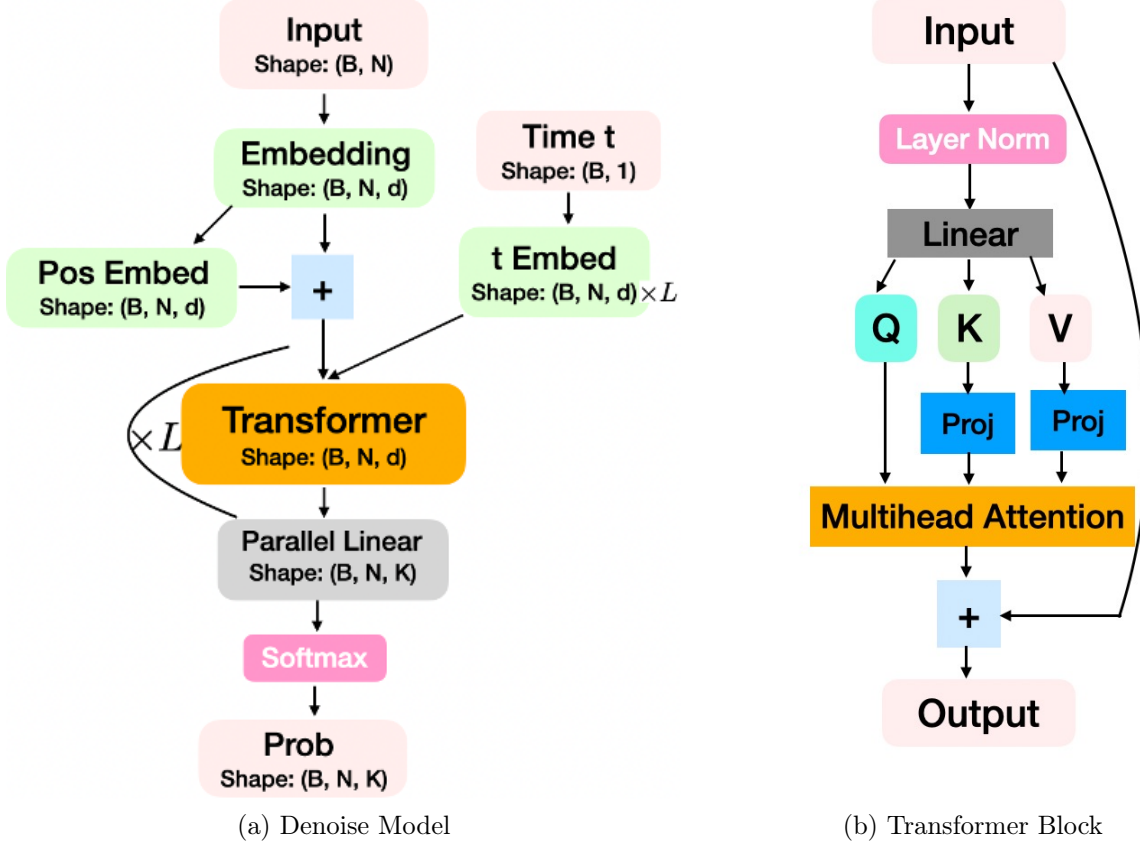 Input
Shape: (B, N)
Embedding
Shape: (B, N, d)
Time t
Shape: (B, 1)
Pos Embed
Shape: (B, N, d)
+
t Embed
Shape: (B, N, d) ×L
×L
Transformer
Shape: (B, N, d)
Parallel Linear
Shape: (B, N, K)
Softmax
Prob
Shape: (B, N, K)
(a) Denoise Model
Input
Layer Norm
Linear
Q
K
V
Proj
Proj
Multihead Attention
+
Output
(b) Transformer Block